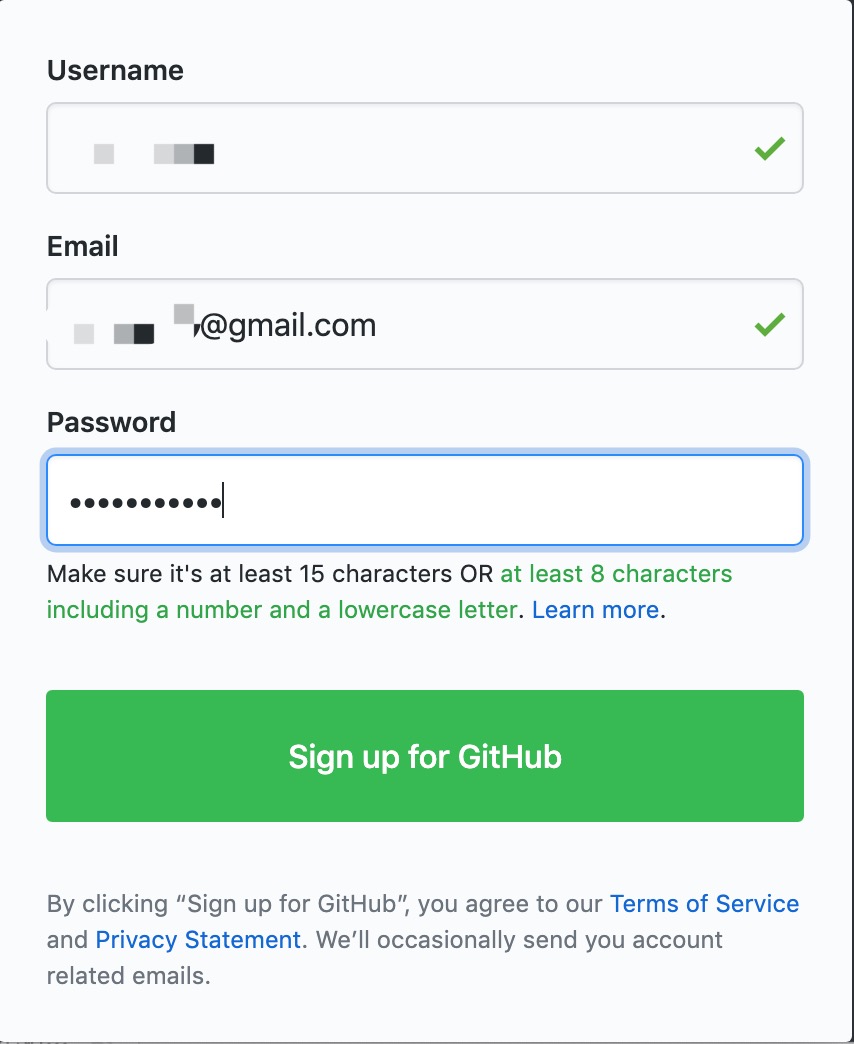 Username
Email
@gmail.com
Password
•••••••••••
Make sure it's at least 15 characters OR at least 8 characters
including a number and a lowercase letter. Learn more.
Sign up for GitHub
By clicking “Sign up for GitHub”, you agree to our Terms of Service
and Privacy Statement. We’ll occasionally send you account
related emails.